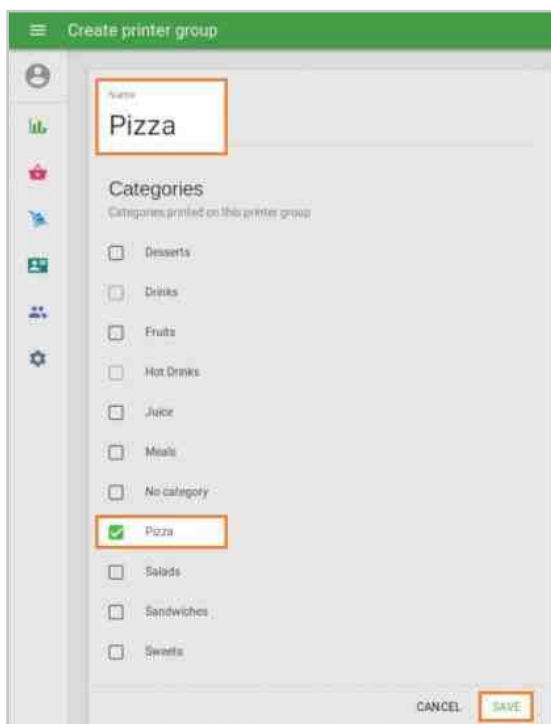 Create printer group
Name
Pizza
Categories
Categories printed on this printer group
Desserts
Drinks
Fruits
Hot Drinks
Juice
Meals
No category
Pizza
Salads
Sandwiches
Sweets
CANCEL SAVE